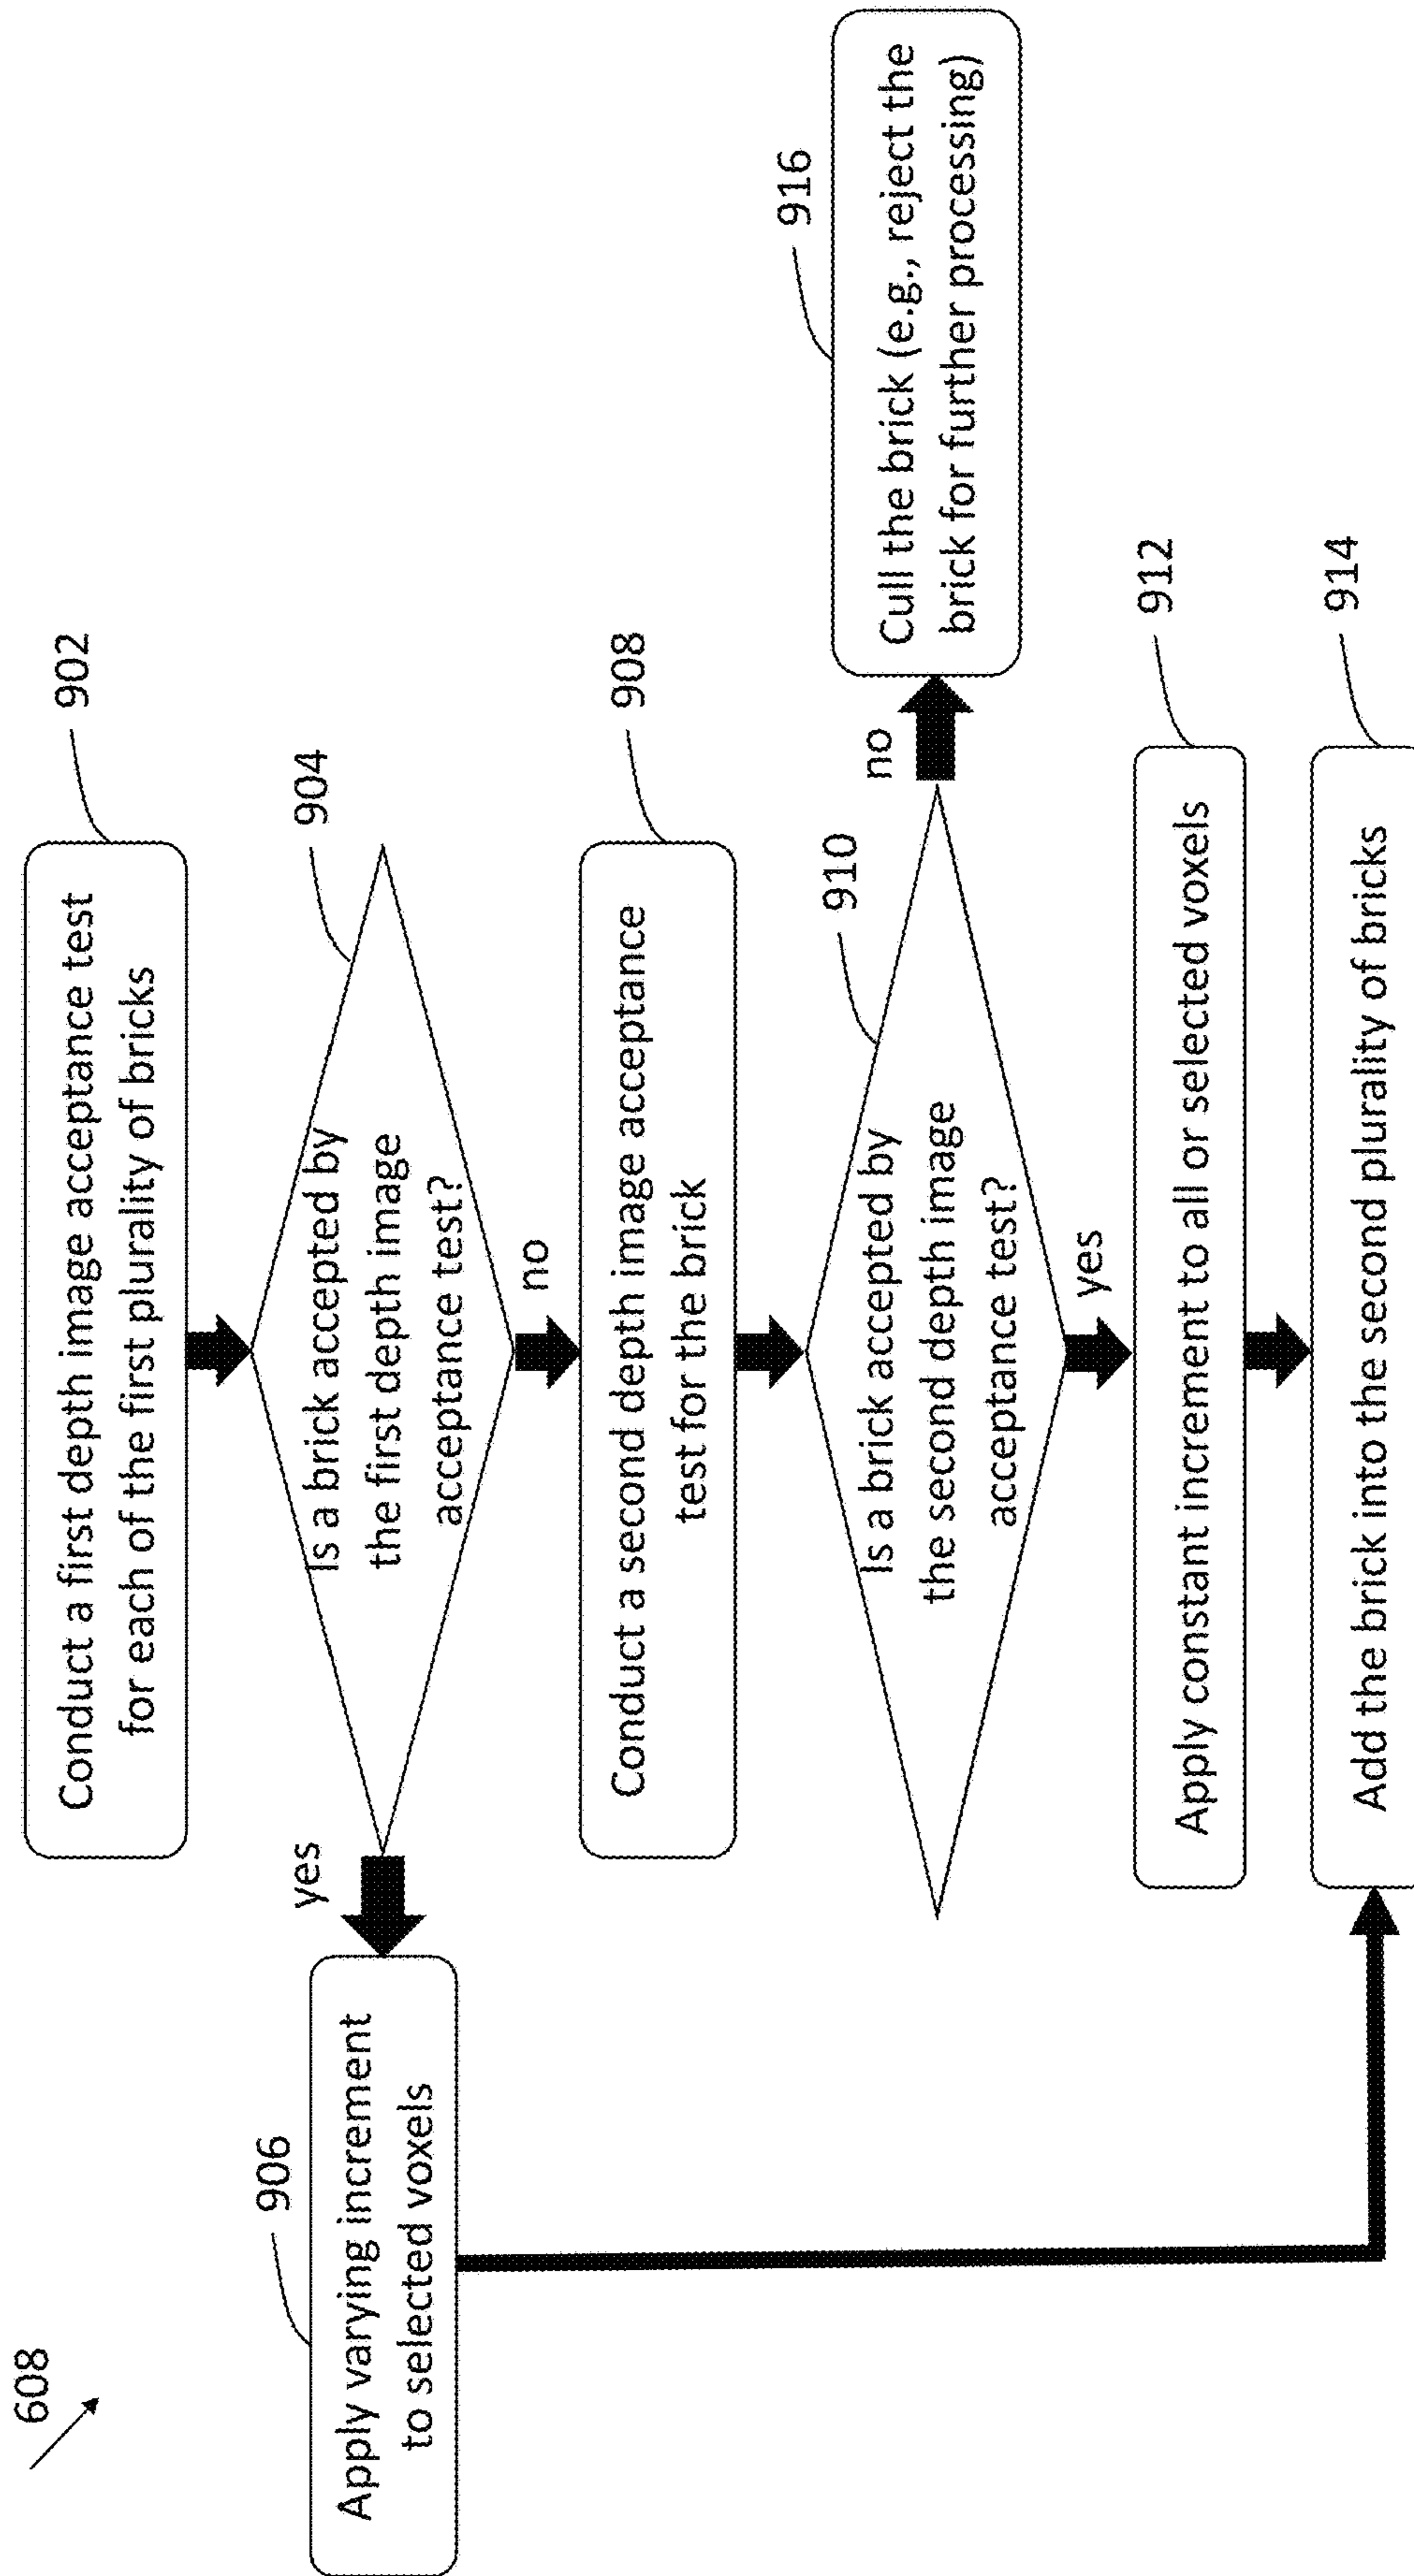 608
902
Conduct a first depth image acceptance test
for each of the first plurality of bricks
904
Is a brick accepted by
the first depth image
acceptance test?
yes
906
Apply varying increment
to selected voxels
no
908
Conduct a second depth image acceptance
test for the brick
910
Is a brick accepted by
the second depth image
acceptance test?
no
916
Cull the brick (e.g., reject the
brick for further processing)
yes
912
Apply constant increment to all or selected voxels
914
Add the brick into the second plurality of bricks